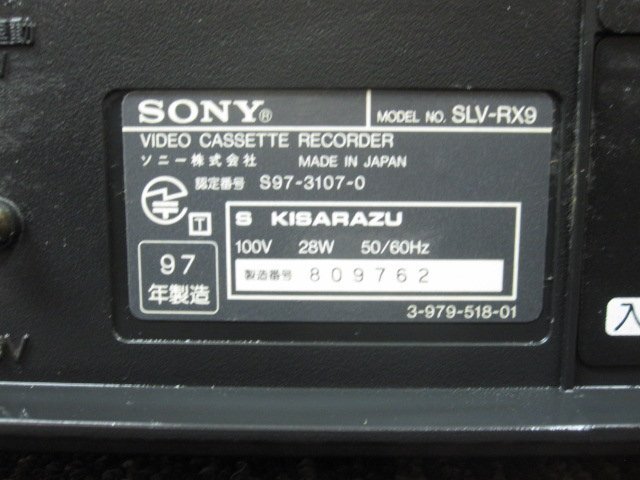 動
SONY® MODEL NO. SLV-RX9
VIDEO CASSETTE RECORDER
ソニー株式会社 MADE IN JAPAN
認定番号 S97-3107-0
T
S KISARAZU
100V 28W 50/60Hz
製造番号 809762
97
年製造
3-979-518-01
入
W